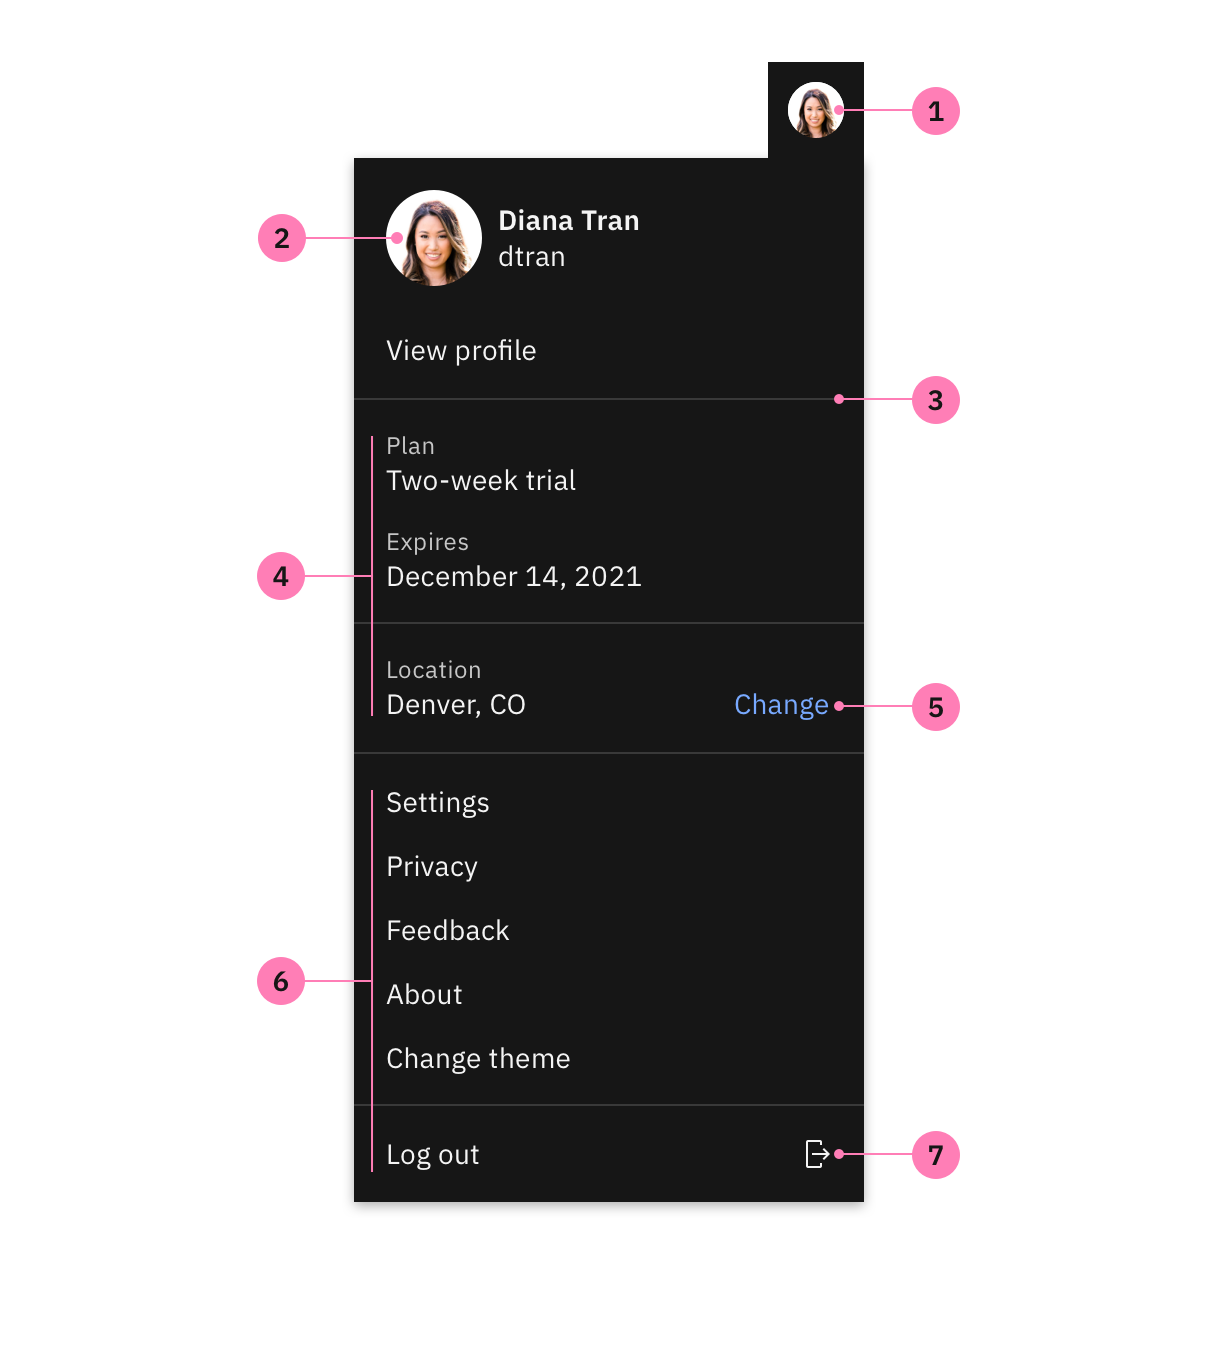 1
2
Diana Tran
dtran
View profile
3
Plan
Two-week trial
Expires
4
December 14, 2021
Location
Denver, CO
Change
5
Settings
Privacy
Feedback
6
About
Change theme
Log out
7